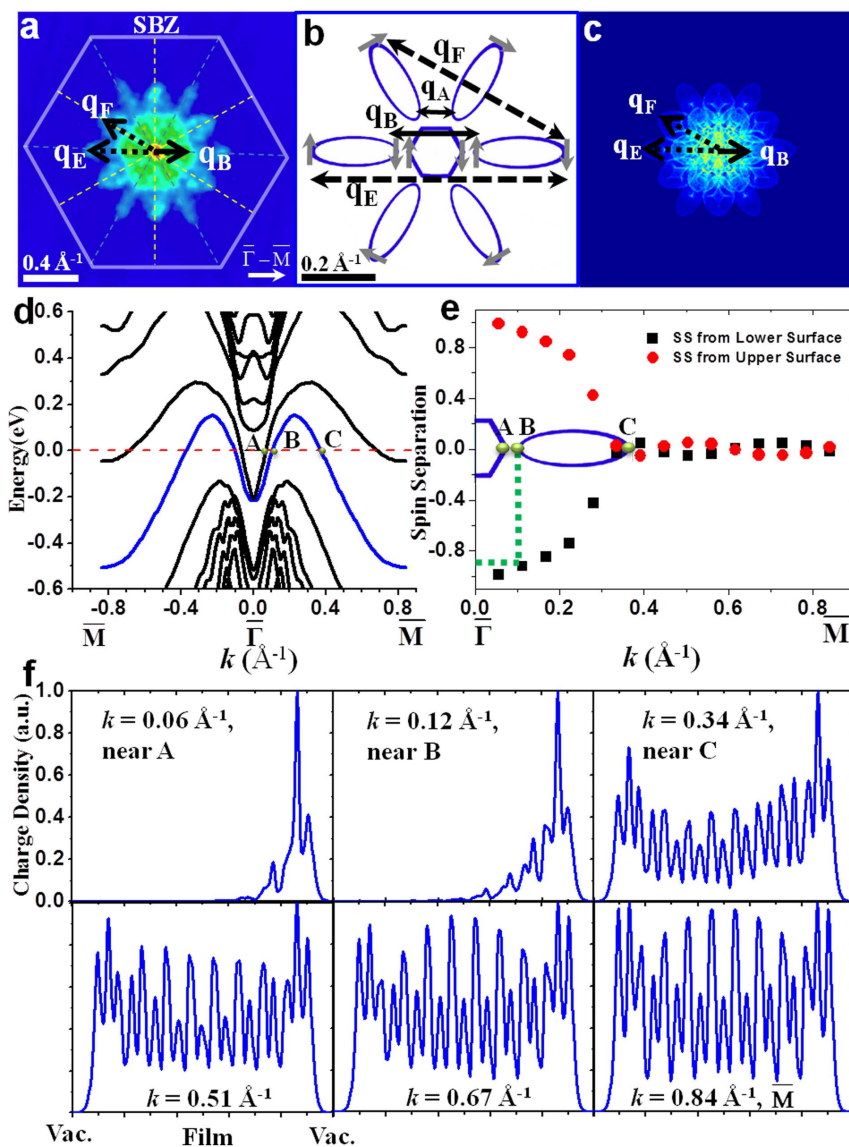 a
SBZ
q_F
q_E
q_B
0.4 Å⁻¹
Γ̄ – M̄
b
q_F
q_A
q_B
q_E
0.2 Å⁻¹
c
q_F
q_E
q_B
d
0.6
0.4
0.2
0.0
-0.2
-0.4
-0.6
Energy(eV)
A
B
C
-0.8
-0.4
0.0
0.4
0.8
M̄
Γ̄
M̄
k (Å⁻¹)
e
0.8
0.4
0.0
-0.4
-0.8
Spin Separation
SS from Lower Surface
SS from Upper Surface
A
B
C
0.0
0.2
0.4
0.6
0.8
Γ̄
M̄
k (Å⁻¹)
f
1.0
0.8
0.6
0.4
0.2
0.0
Charge Density (a.u.)
k = 0.06 Å⁻¹,
near A
k = 0.12 Å⁻¹,
near B
k = 0.34 Å⁻¹,
near C
k = 0.51 Å⁻¹
k = 0.67 Å⁻¹
k = 0.84 Å⁻¹, M̄
Vac.
Film
Vac.